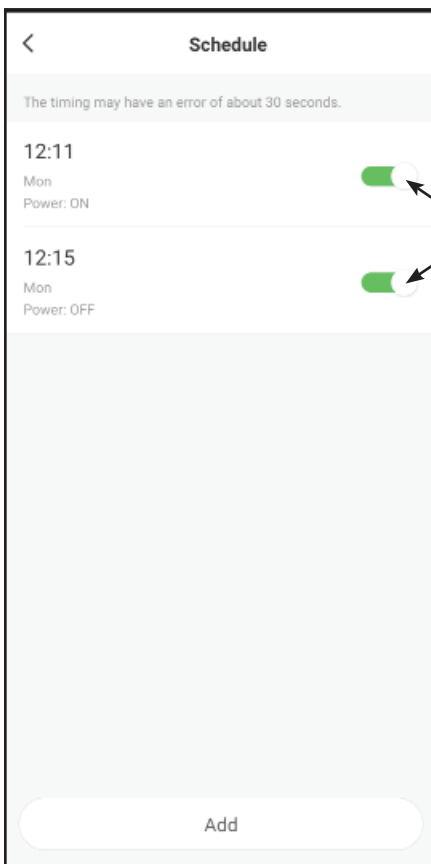 Schedule
The timing may have an error of about 30 seconds.
12:11
Mon
Power: ON
12:15
Mon
Power: OFF
Add